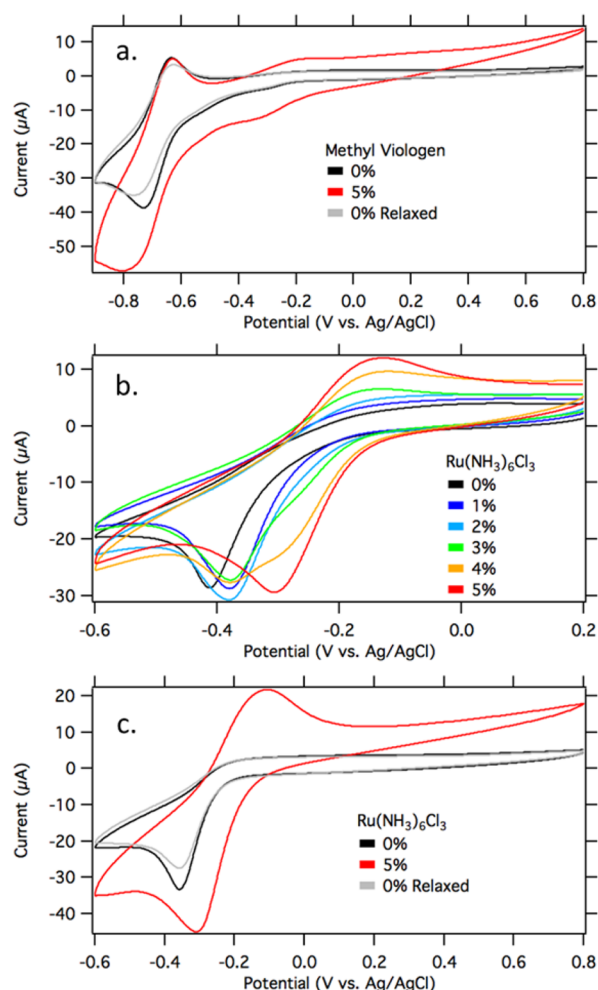 a.
10
0
-10
-20
-30
-40
-50
Current (µA)
Methyl Viologen
0%
5%
0% Relaxed
-0.8 -0.6 -0.4 -0.2 0.0 0.2 0.4 0.6 0.8
Potential (V vs. Ag/AgCl)
b.
10
0
-10
-20
-30
Current (µA)
Ru(NH3)6Cl3
0%
1%
2%
3%
4%
5%
-0.6 -0.4 -0.2 0.0 0.2
Potential (V vs. Ag/AgCl)
c.
20
10
0
-10
-20
-30
-40
Current (µA)
Ru(NH3)6Cl3
0%
5%
0% Relaxed
-0.6 -0.4 -0.2 0.0 0.2 0.4 0.6 0.8
Potential (V vs. Ag/AgCl)